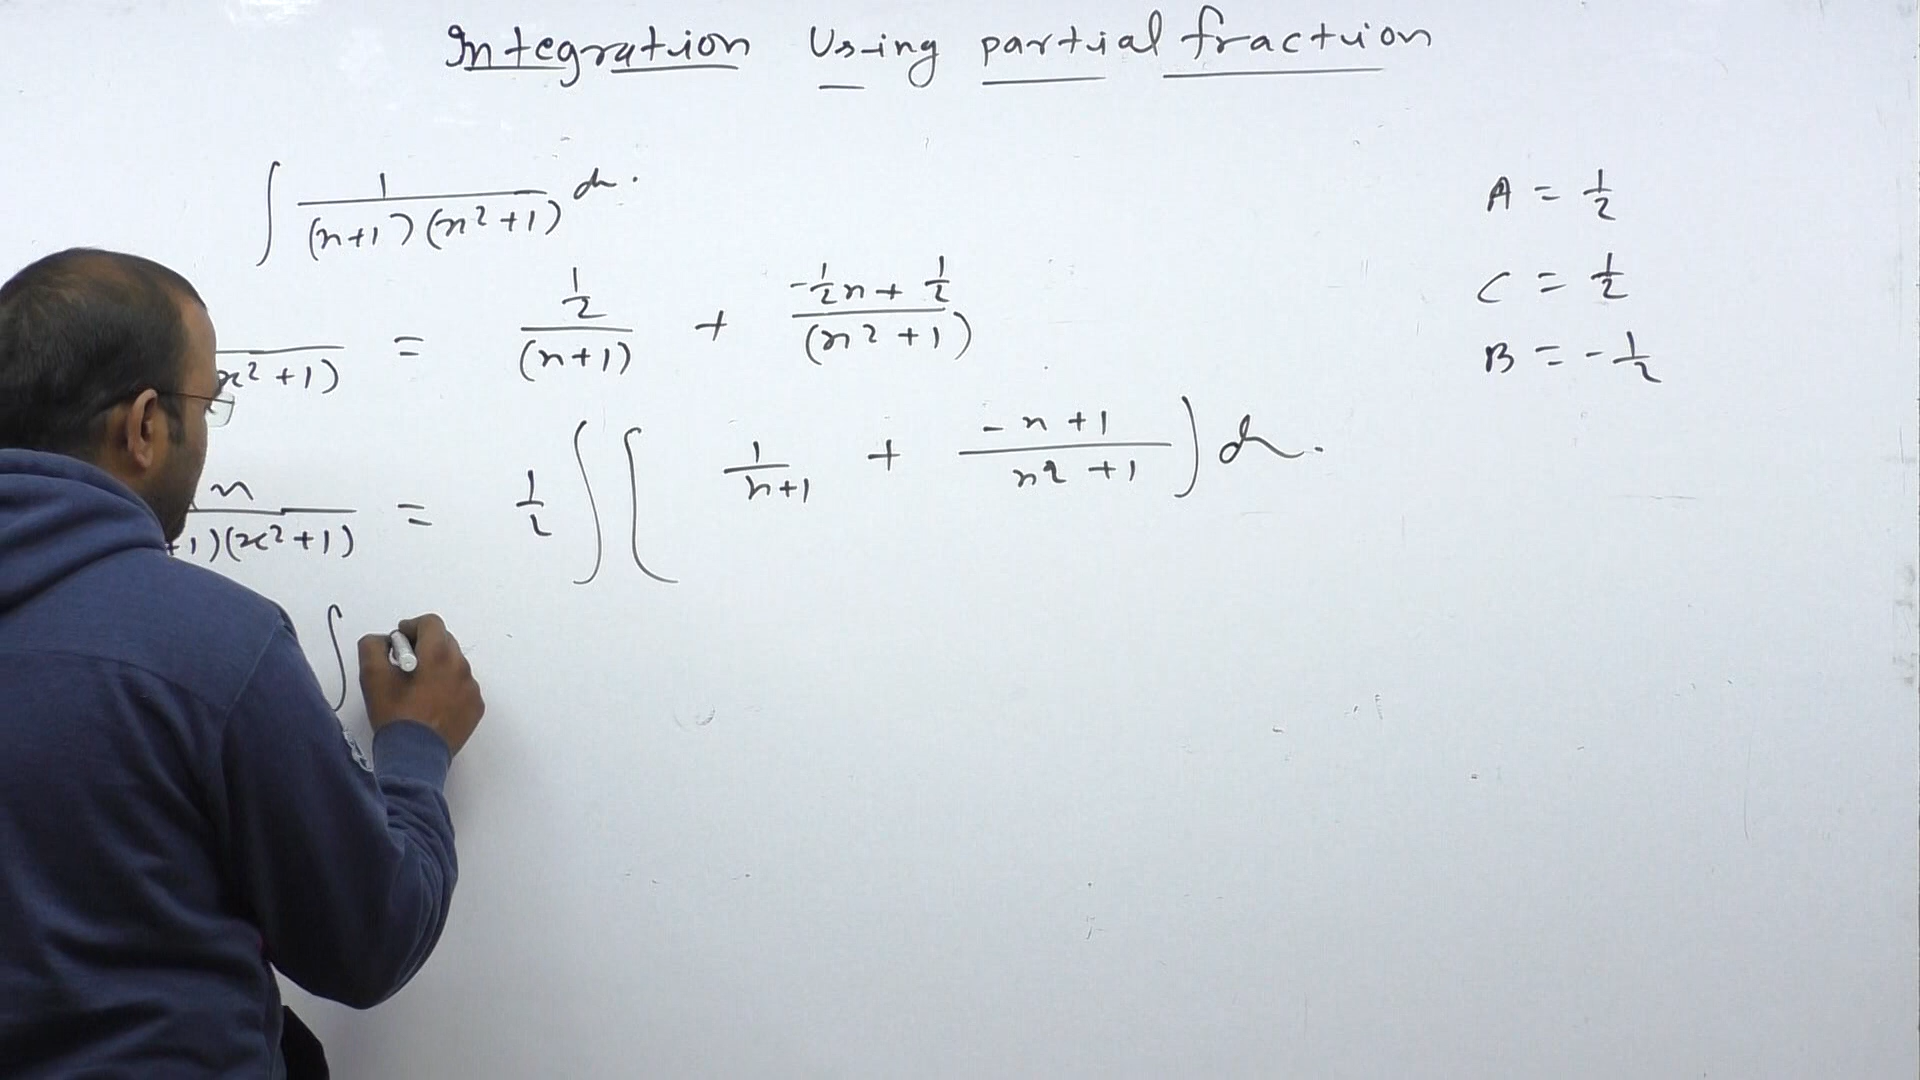 Integration Using partial fraction
∫ 1/((x+1)(x²+1)) dx.
A = 1/2
x²+1) = (1/2)/(x+1) + (-1/2x + 1/2)/(x²+1)
C = 1/2
B = -1/2
x/(+1)(x²+1) = 1/2 ∫ ( 1/(x+1) + (-x+1)/(x²+1) ) dx.
∫